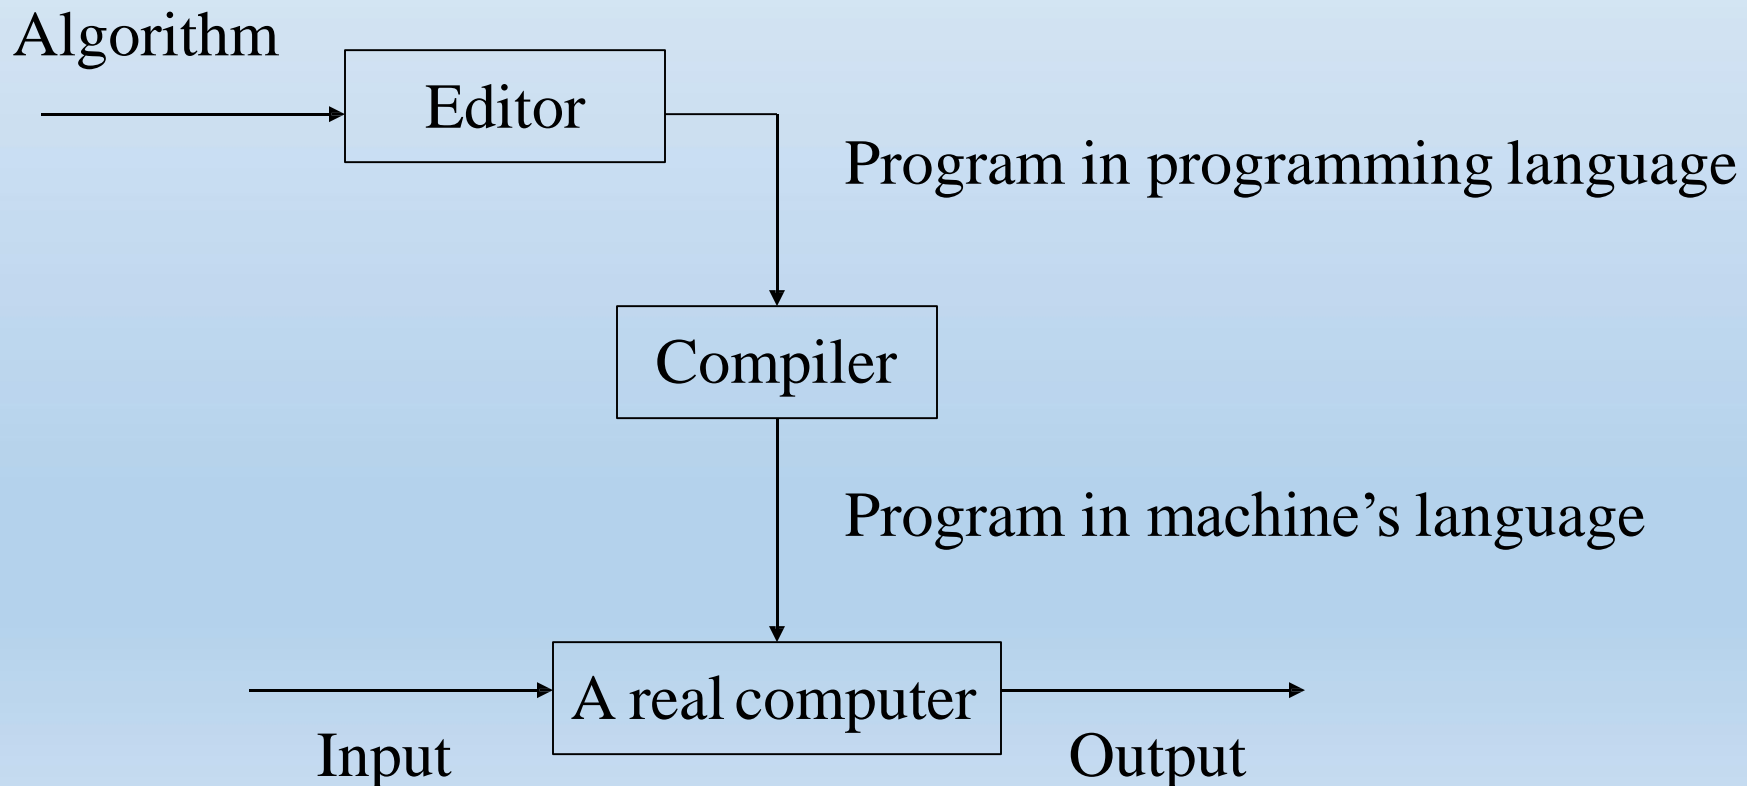 Algorithm
Editor
Program in programming language
Compiler
Program in machine’s language
A real computer
Input
Output